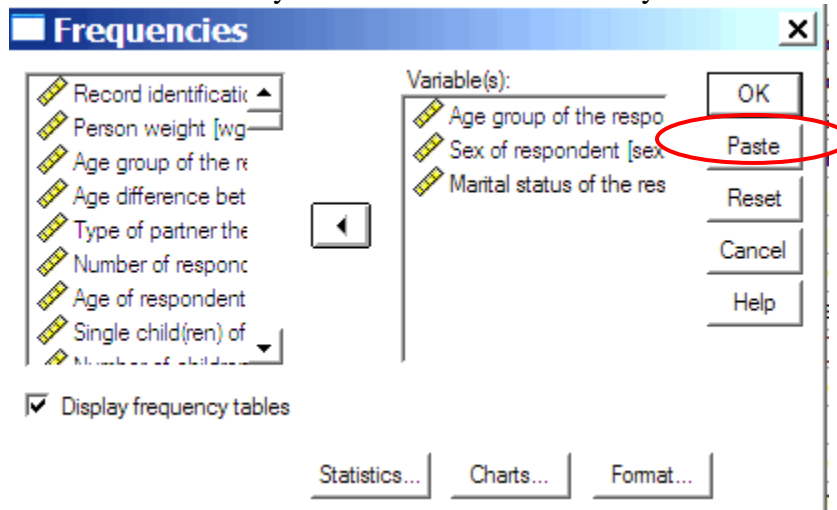 Frequencies
Record identificatic
Person weight [wg
Age group of the re
Age difference bet
Type of partner the
Number of responc
Age of respondent
Single child(ren) of
Variable(s):
Age group of the respo
Sex of respondent [sex
Marital status of the res
OK
Paste
Reset
Cancel
Help
Display frequency tables
Statistics...
Charts...
Format...